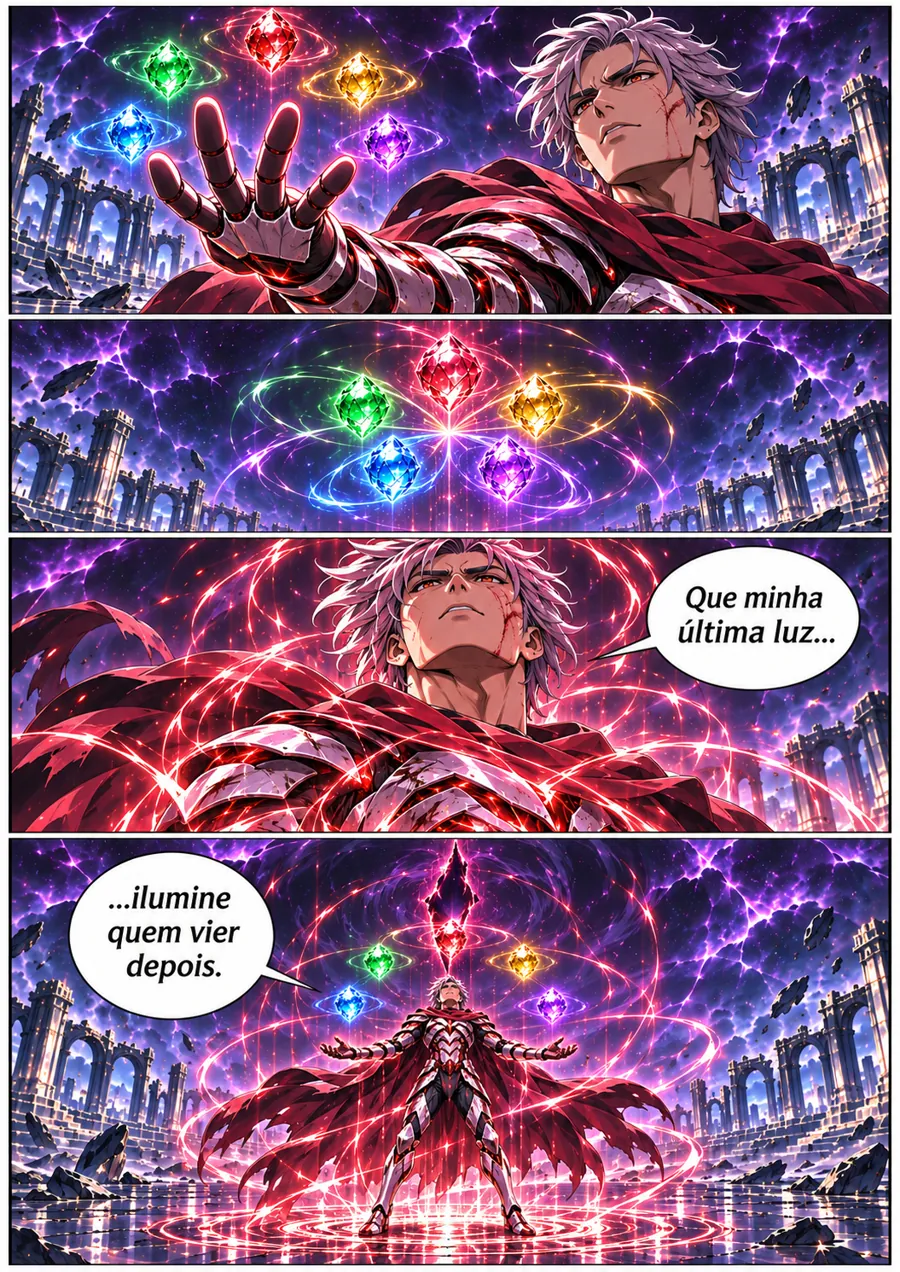 Que minha
última luz...
...ilumine
quem vier
depois.